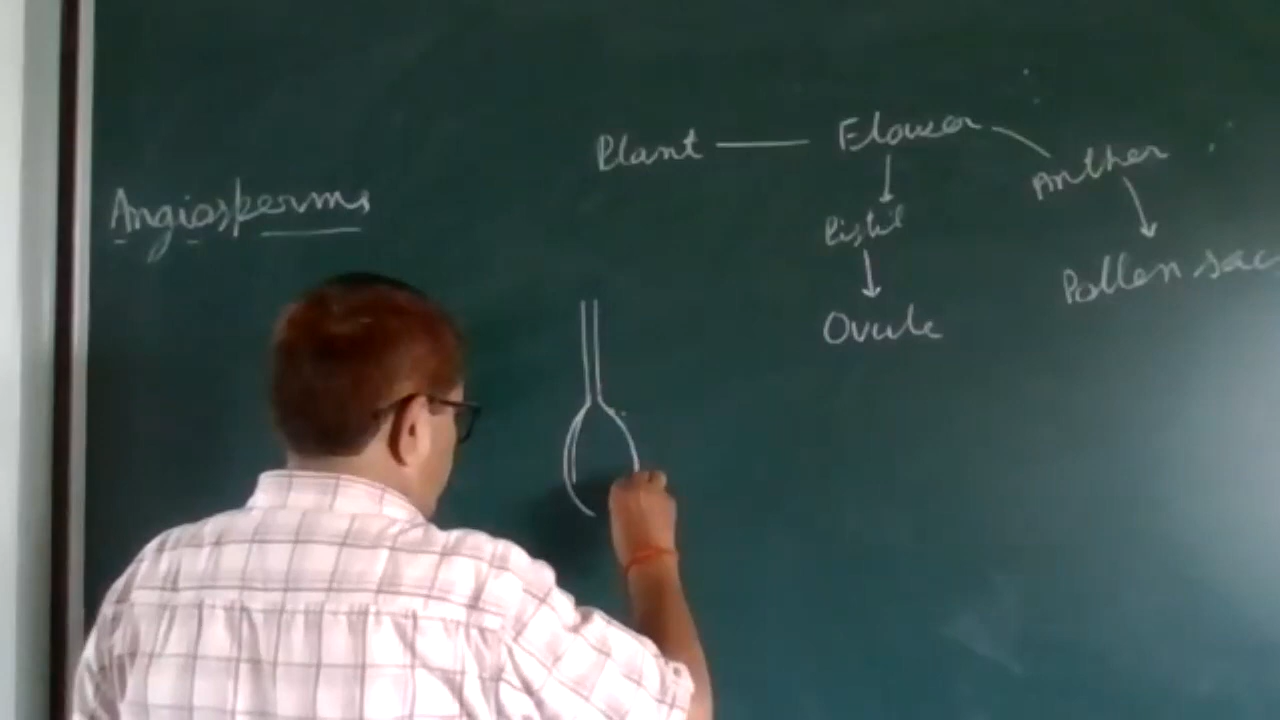 Plant — Flower
Anther
Angiosperms
Pistil
Pollen sac
Ovule